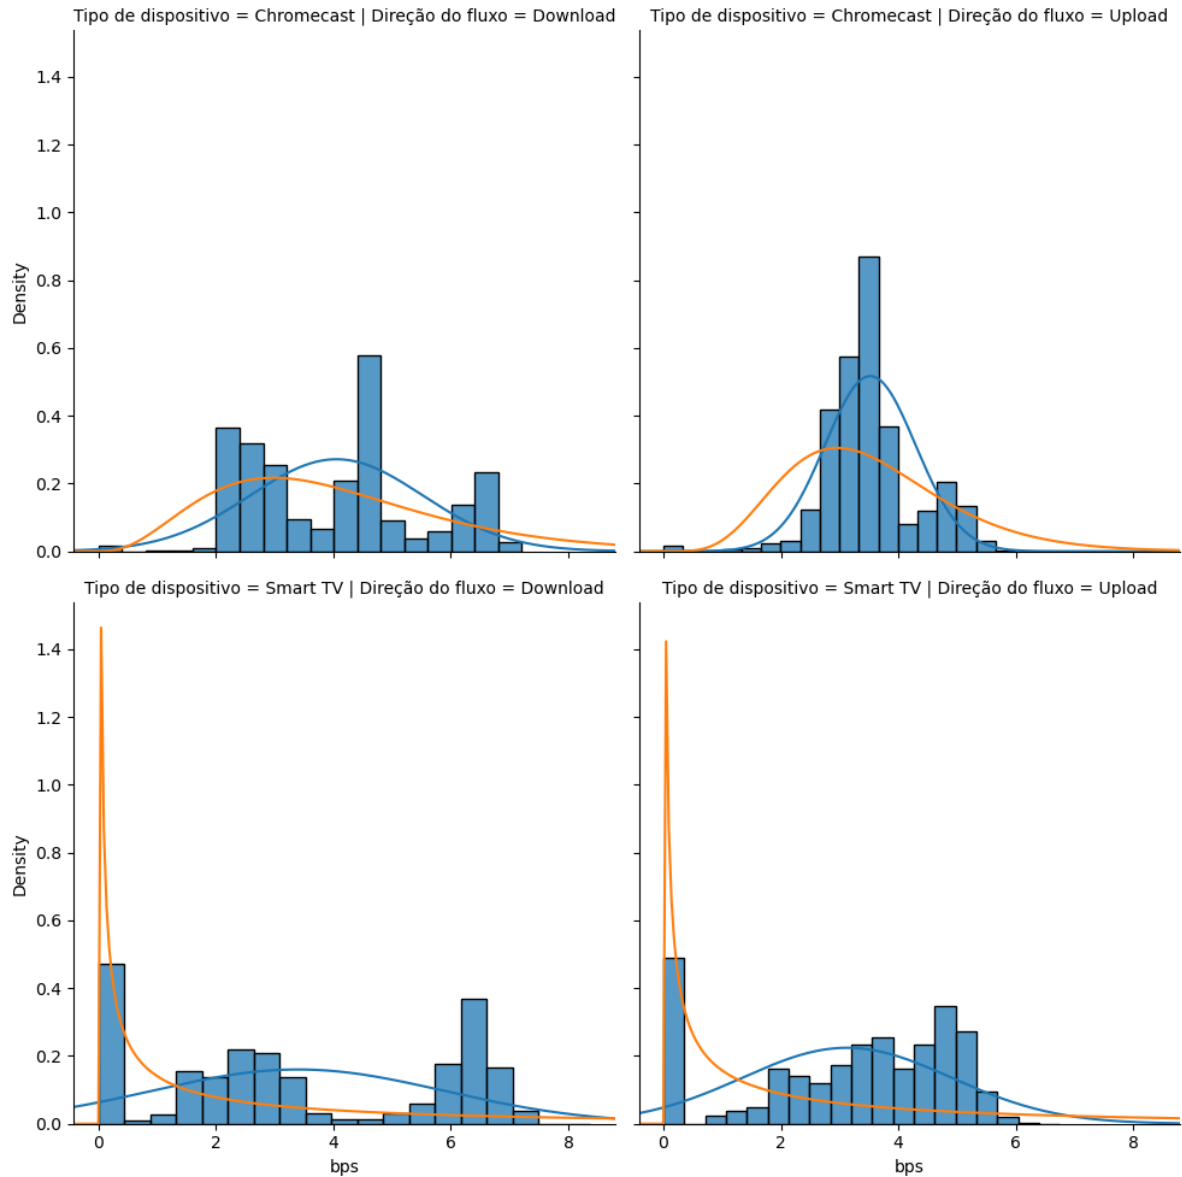 Tipo de dispositivo = Chromecast | Direção do fluxo = Download
Tipo de dispositivo = Chromecast | Direção do fluxo = Upload
1.4
1.2
1.0
0.8
0.6
0.4
0.2
0.0
Density
Tipo de dispositivo = Smart TV | Direção do fluxo = Download
Tipo de dispositivo = Smart TV | Direção do fluxo = Upload
1.4
1.2
1.0
0.8
0.6
0.4
0.2
0.0
Density
0 2 4 6 8
0 2 4 6 8
bps
bps